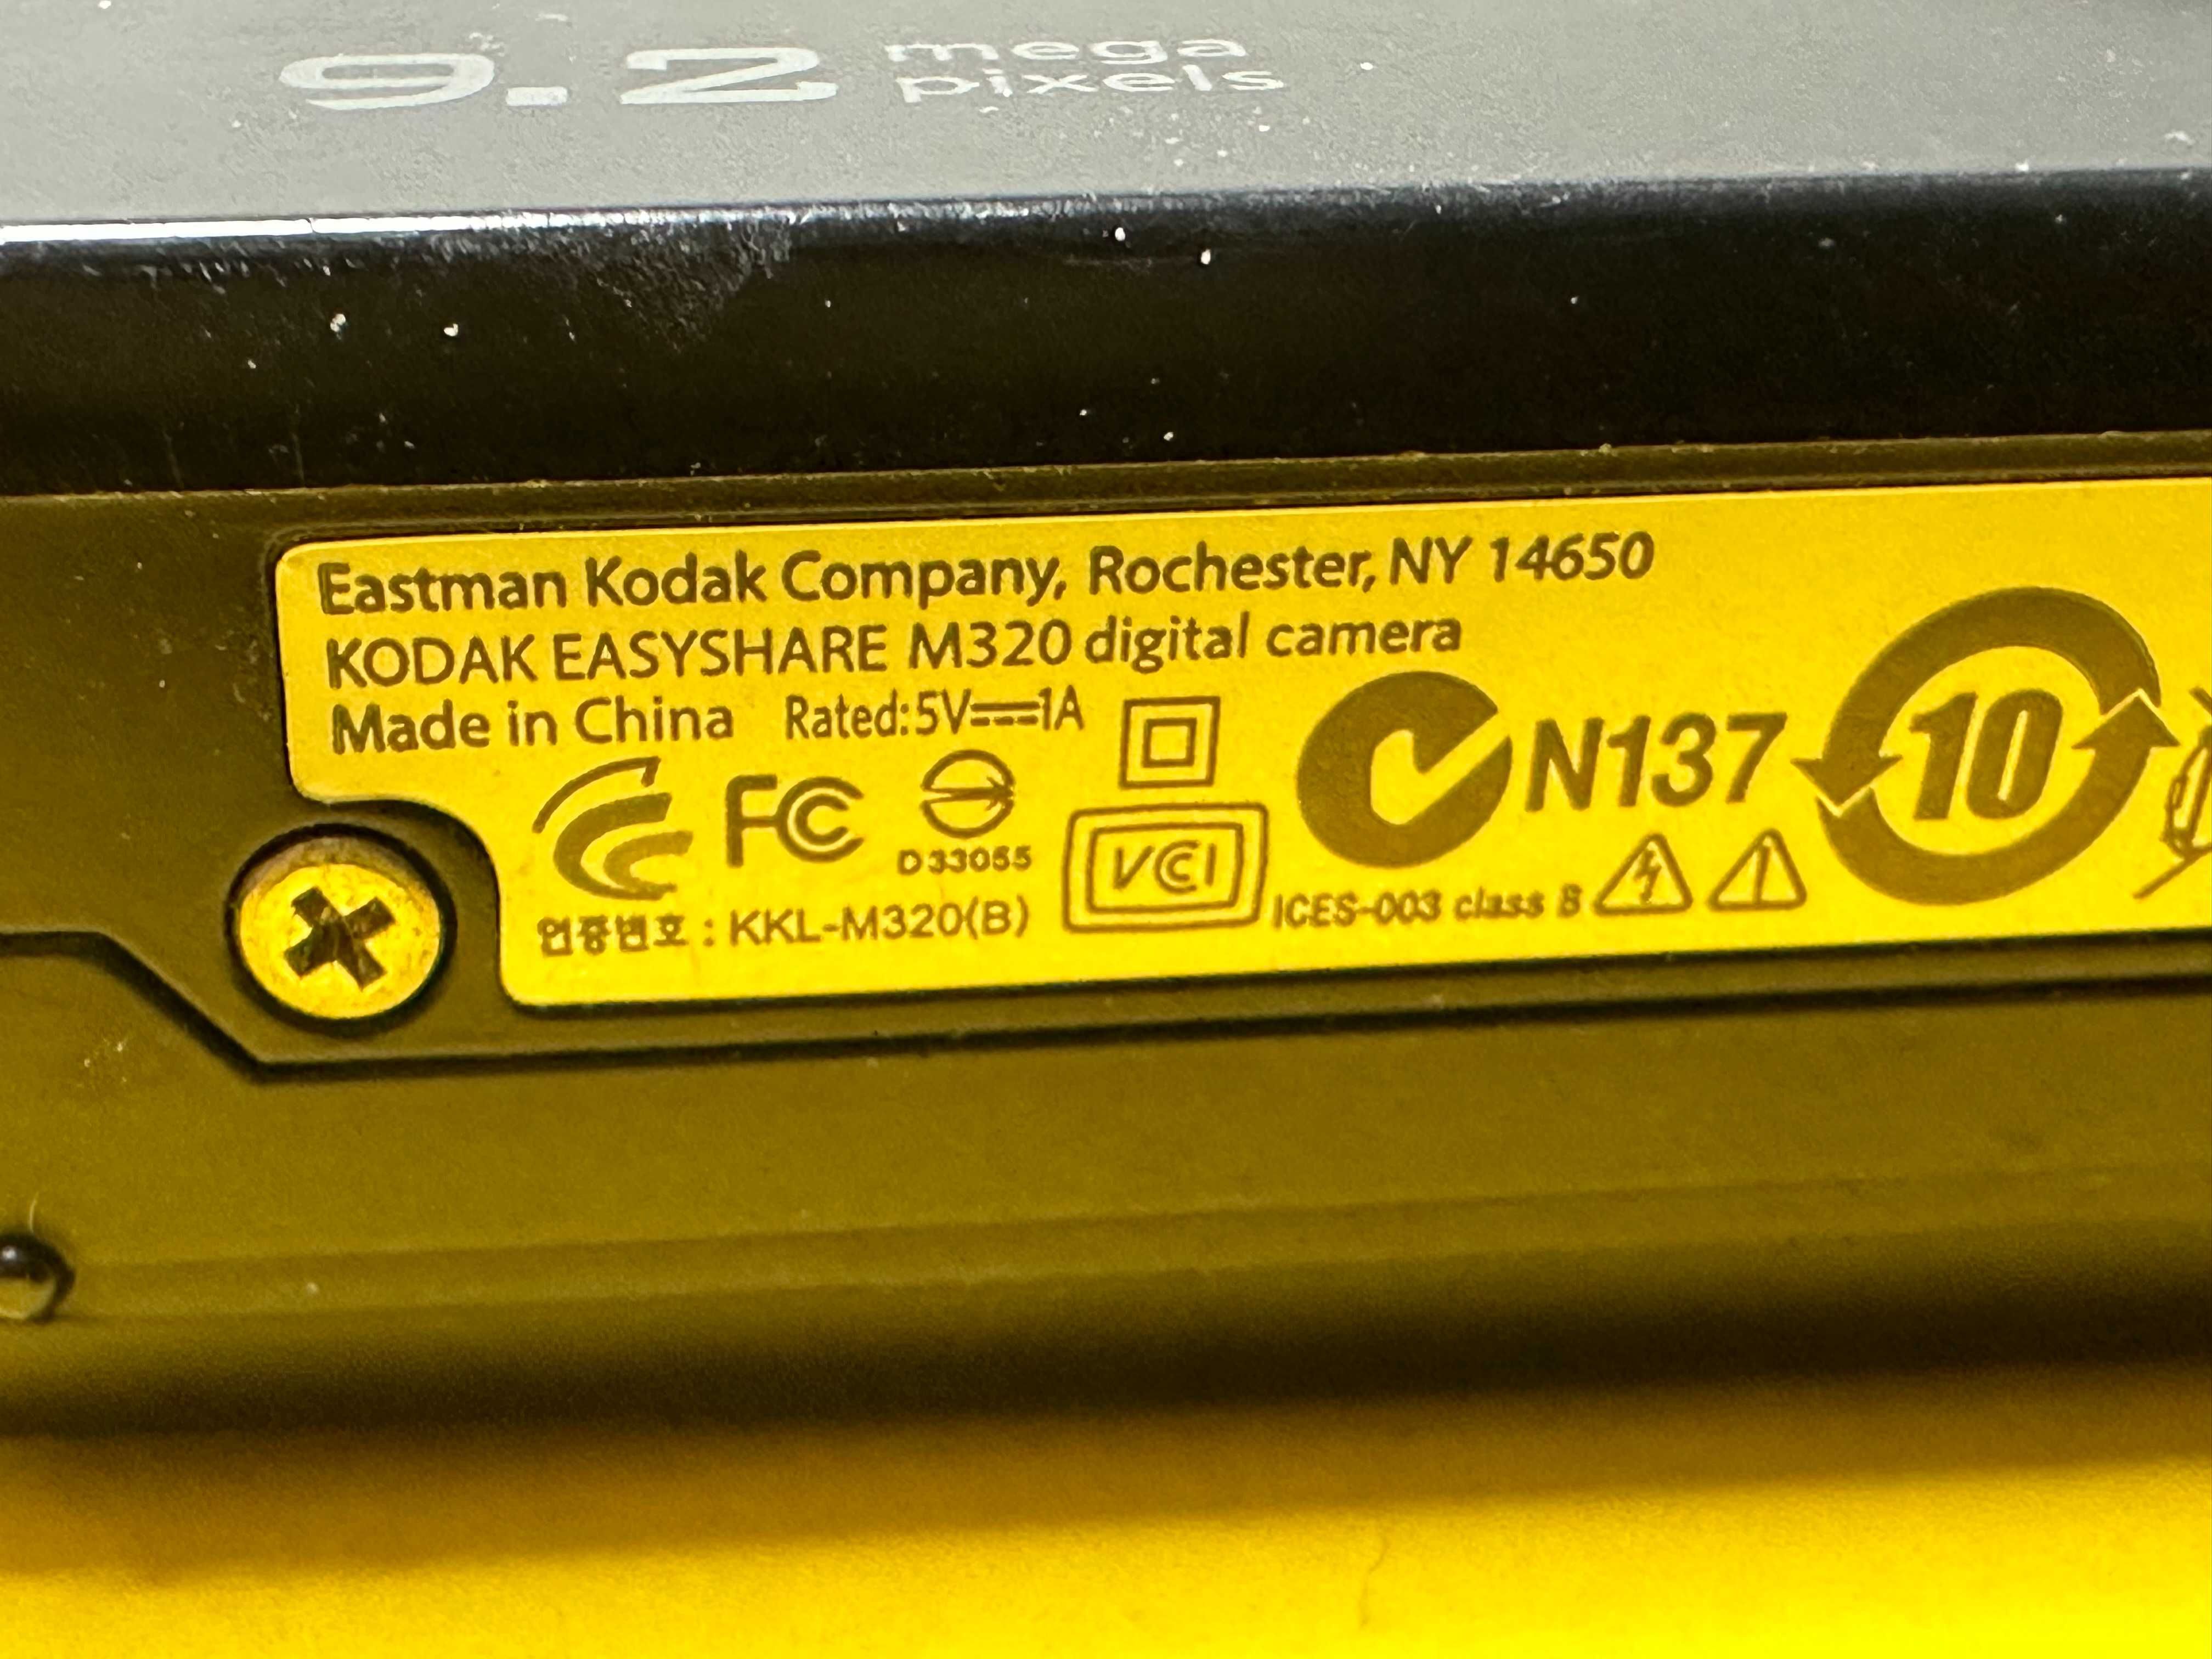 9.2 mega pixels
Eastman Kodak Company, Rochester, NY 14650
KODAK EASYSHARE M320 digital camera
Made in China Rated:5V⎓1A
FC
D33055
VCI
N137
10
인증번호 : KKL-M320(B)
ICES-003 class B